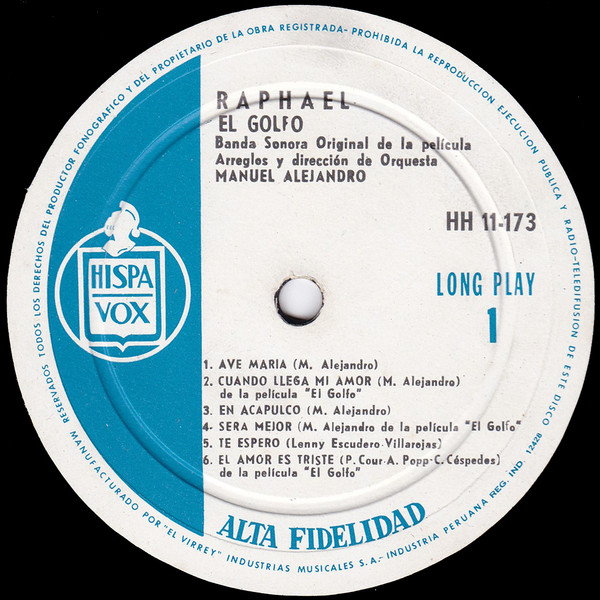 RESERVADOS TODOS LOS DERECHOS DEL PRODUCTOR FONOGRAFICO Y DEL PROPIETARIO DE LA OBRA REGISTRADA- PROHIBIDA LA REPRODUCCION EJECUCION PUBLICA Y RADIO-TELEDIFUSION DE ESTE DISCO
RAPHAEL
EL GOLFO
Banda Sonora Original de la película
Arreglos y dirección de Orquesta
MANUEL ALEJANDRO
HH 11-173
HISPA
VOX
LONG PLAY
1
1. AVE MARIA (M. Alejandro)
2. CUANDO LLEGA MI AMOR (M. Alejandro)
de la película "El Golfo"
3. EN ACAPULCO (M. Alejandro)
4- SERA MEJOR (M. Alejandro de la película "El Golfo"
5. TE ESPERO (Lenny Escudero-Villarojas)
6. EL AMOR ES TRISTE (P. Cour-A. Popp-C. Céspedes)
de la película "El Golfo"
ALTA FIDELIDAD
MANUFACTURADO POR "EL VIRREY" INDUSTRIAS MUSICALES S.A.- INDUSTRIA PERUANA REG. IND. 12428